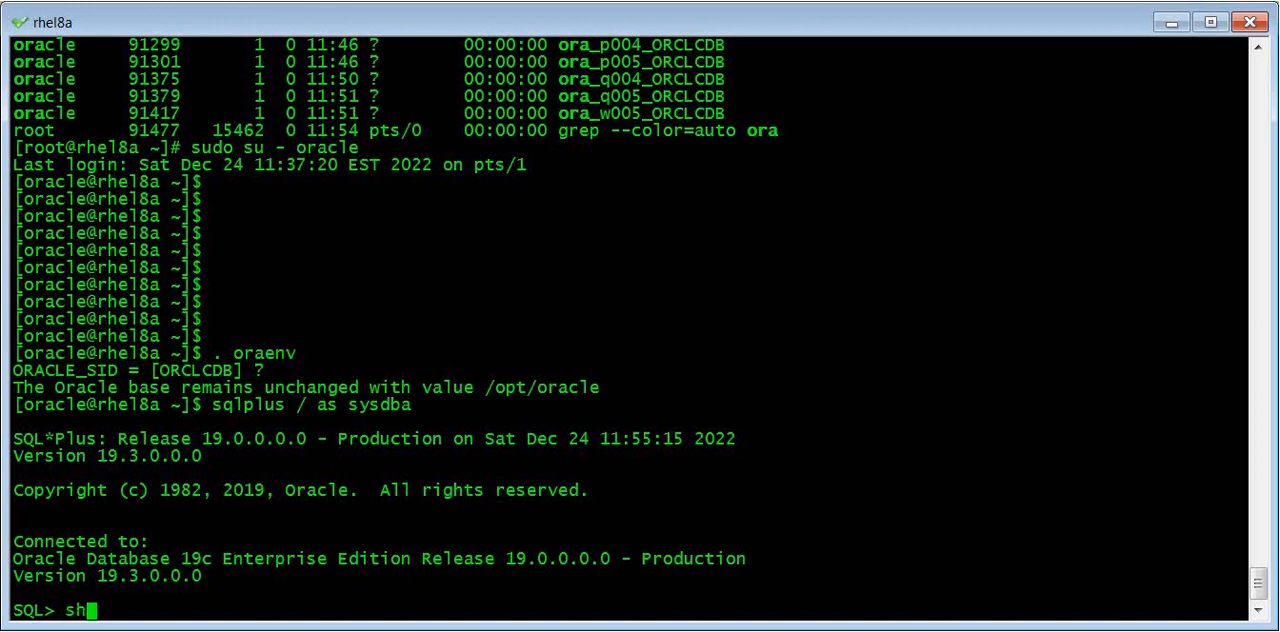 rhel8a
oracle     91299       1  0 11:46 ?        00:00:00 ora_p004_ORCLCDB
oracle     91301       1  0 11:46 ?        00:00:00 ora_p005_ORCLCDB
oracle     91375       1  0 11:50 ?        00:00:00 ora_q004_ORCLCDB
oracle     91379       1  0 11:51 ?        00:00:00 ora_q005_ORCLCDB
oracle     91417       1  0 11:51 ?        00:00:00 ora_w005_ORCLCDB
root       91477   15462  0 11:54 pts/0    00:00:00 grep --color=auto ora
[root@rhel8a ~]# sudo su - oracle
Last login: Sat Dec 24 11:37:20 EST 2022 on pts/1
[oracle@rhel8a ~]$
[oracle@rhel8a ~]$
[oracle@rhel8a ~]$
[oracle@rhel8a ~]$
[oracle@rhel8a ~]$
[oracle@rhel8a ~]$
[oracle@rhel8a ~]$
[oracle@rhel8a ~]$
[oracle@rhel8a ~]$
[oracle@rhel8a ~]$
[oracle@rhel8a ~]$ . oraenv
ORACLE_SID = [ORCLCDB] ?
The Oracle base remains unchanged with value /opt/oracle
[oracle@rhel8a ~]$ sqlplus / as sysdba
SQL*Plus: Release 19.0.0.0.0 - Production on Sat Dec 24 11:55:15 2022
Version 19.3.0.0.0
Copyright (c) 1982, 2019, Oracle.  All rights reserved.
Connected to:
Oracle Database 19c Enterprise Edition Release 19.0.0.0.0 - Production
Version 19.3.0.0.0
SQL> sh